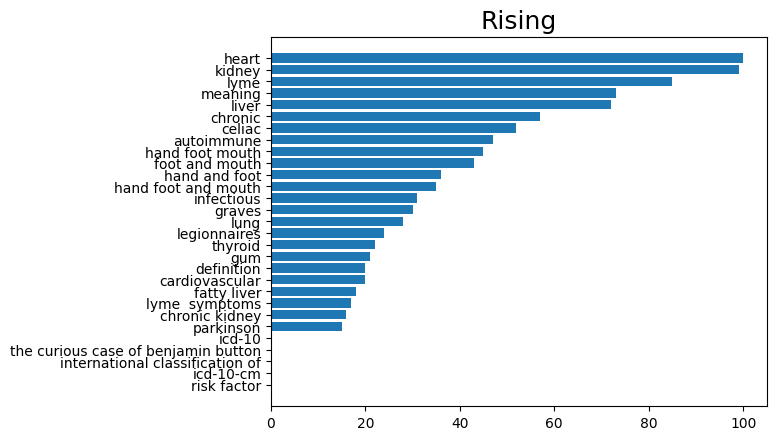 Rising
heart
kidney
lyme
meaning
liver
chronic
celiac
autoimmune
hand foot mouth
foot and mouth
hand and foot
hand foot and mouth
infectious
graves
lung
legionnaires
thyroid
gum
definition
cardiovascular
fatty liver
lyme  symptoms
chronic kidney
parkinson
icd-10
the curious case of benjamin button
international classification of
icd-10-cm
risk factor
0 20 40 60 80 100